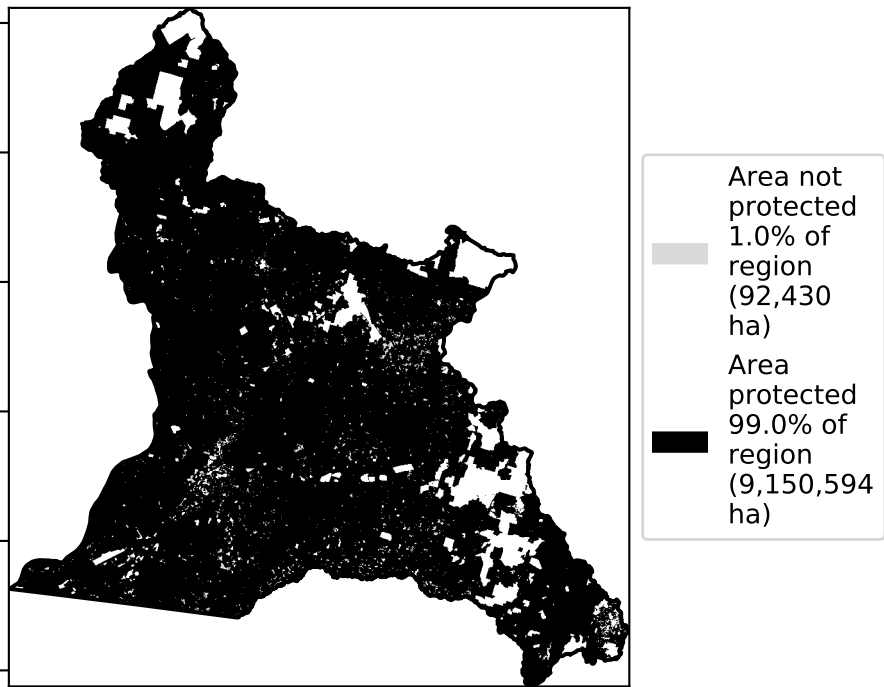 Area not
protected
1.0% of
region
(92,430
ha)
Area
protected
99.0% of
region
(9,150,594
ha)